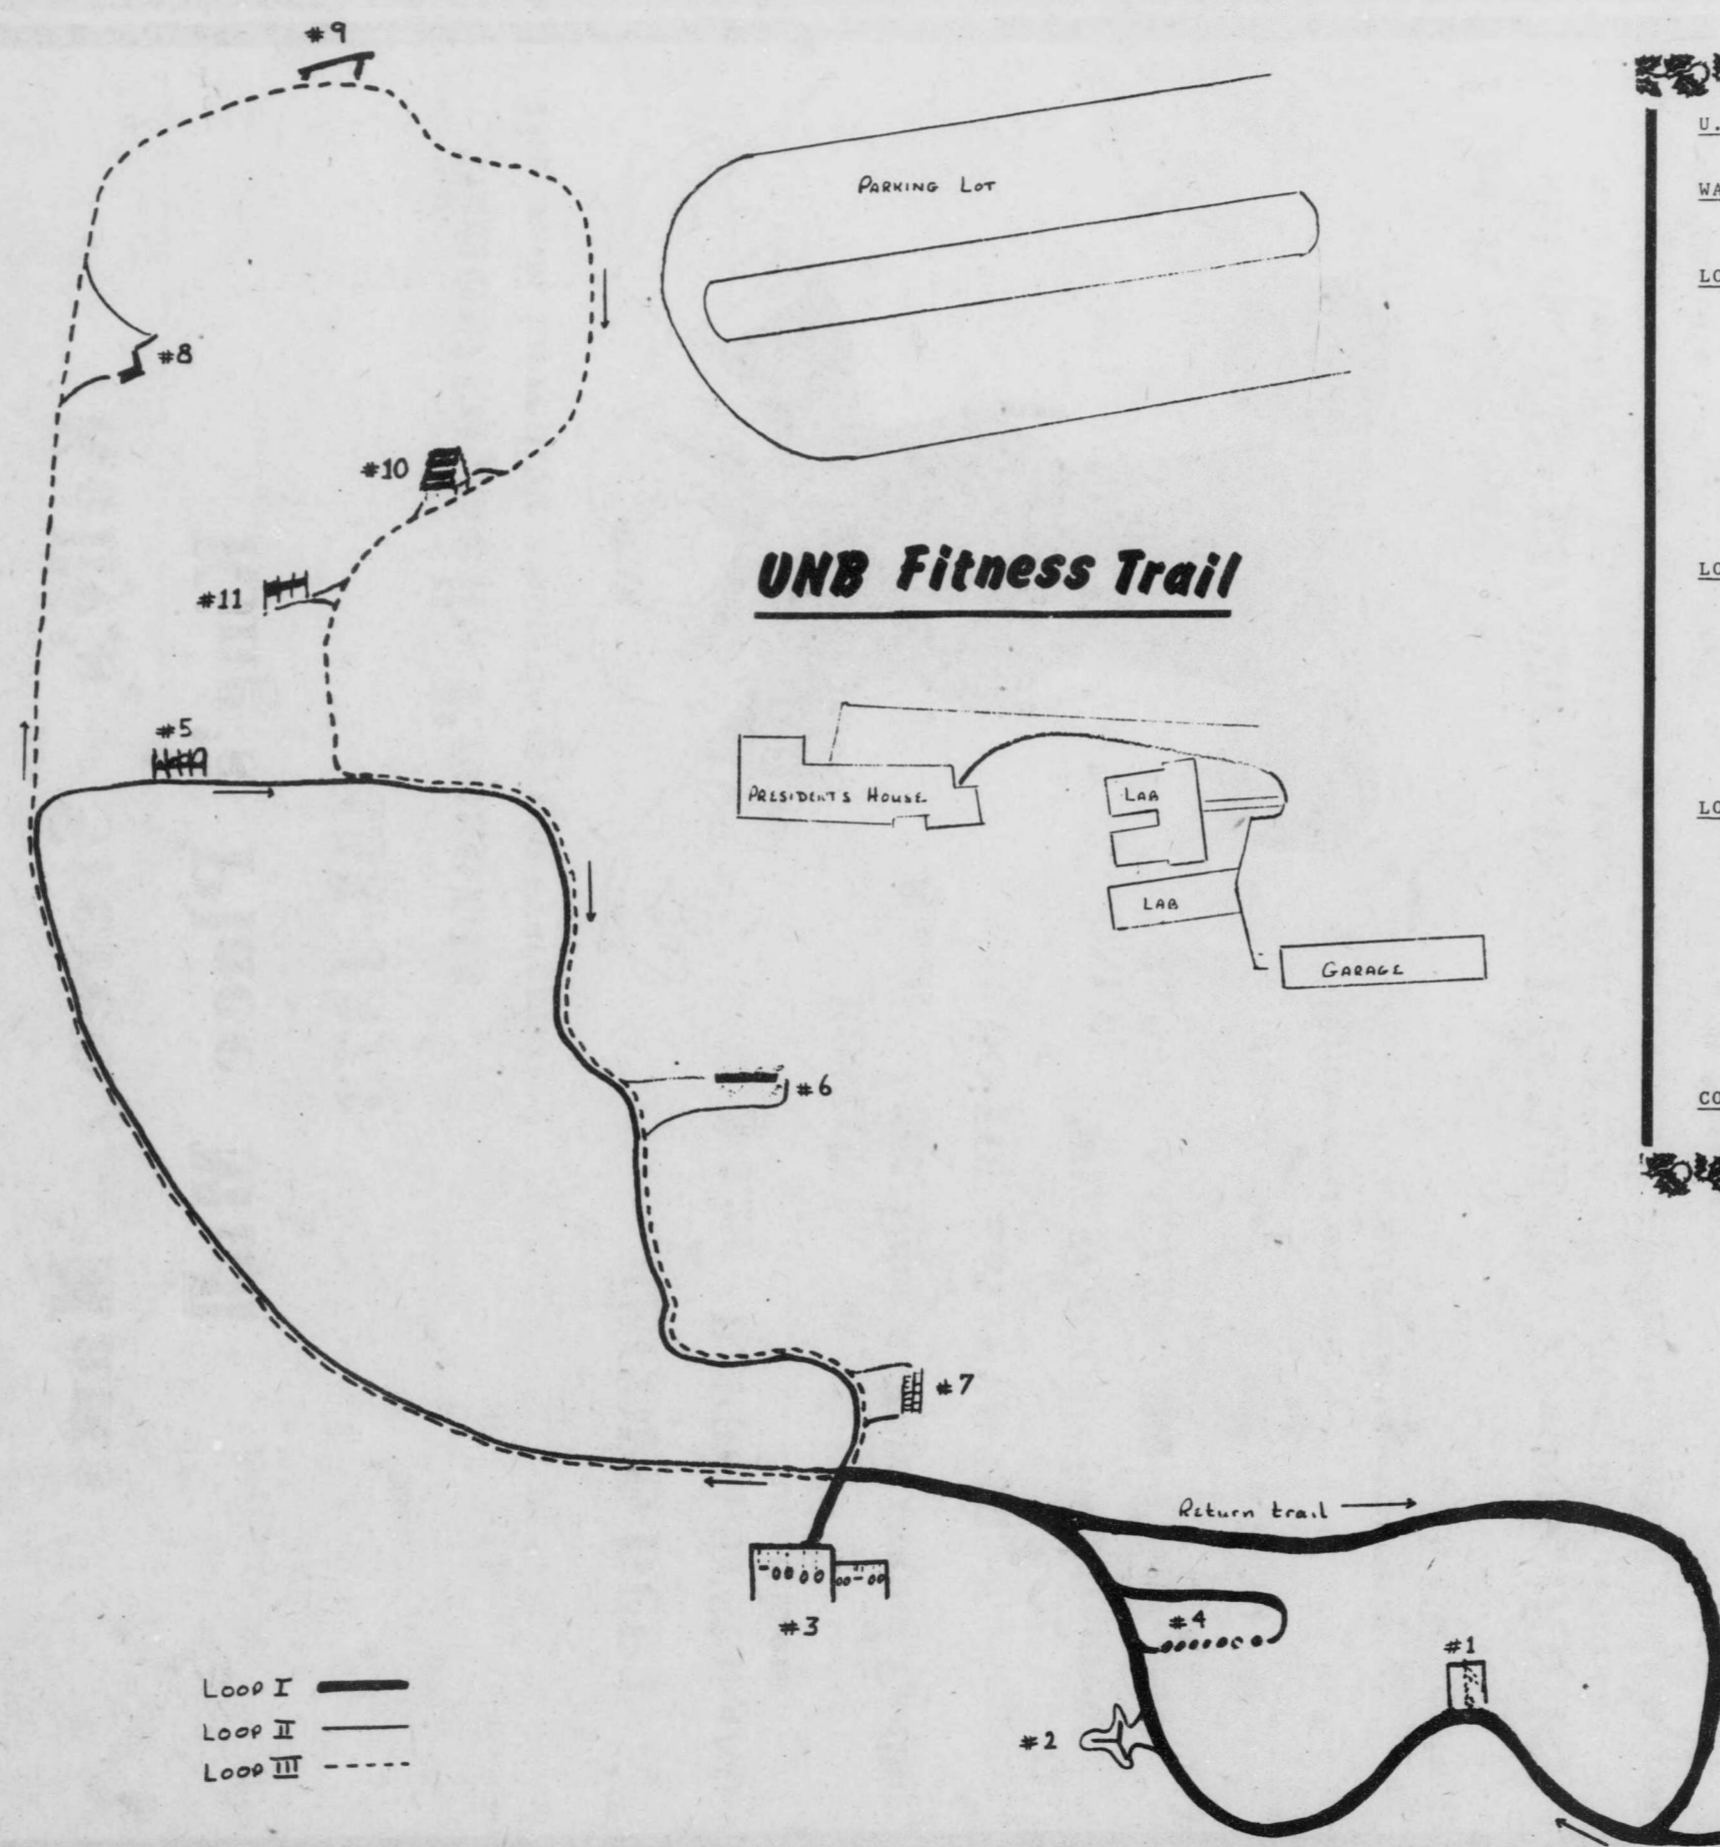 #9
U.
PARKING LOT
WA
LO
#8
#10
UNB Fitness Trail
LO
#11
#5
PRESIDENTS HOUSE
LAB
LO
LAB
GARAGE
#6
CO
#7
Return trail
#4
#3
#1
LOOP I
#2
LOOP II
LOOP III